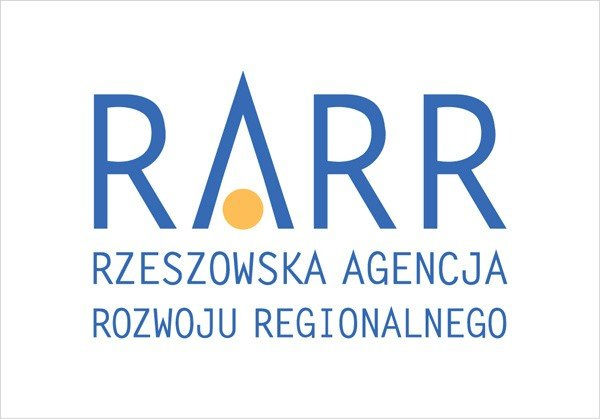 RARR
RZESZOWSKA AGENCJA
ROZWOJU REGIONALNEGO